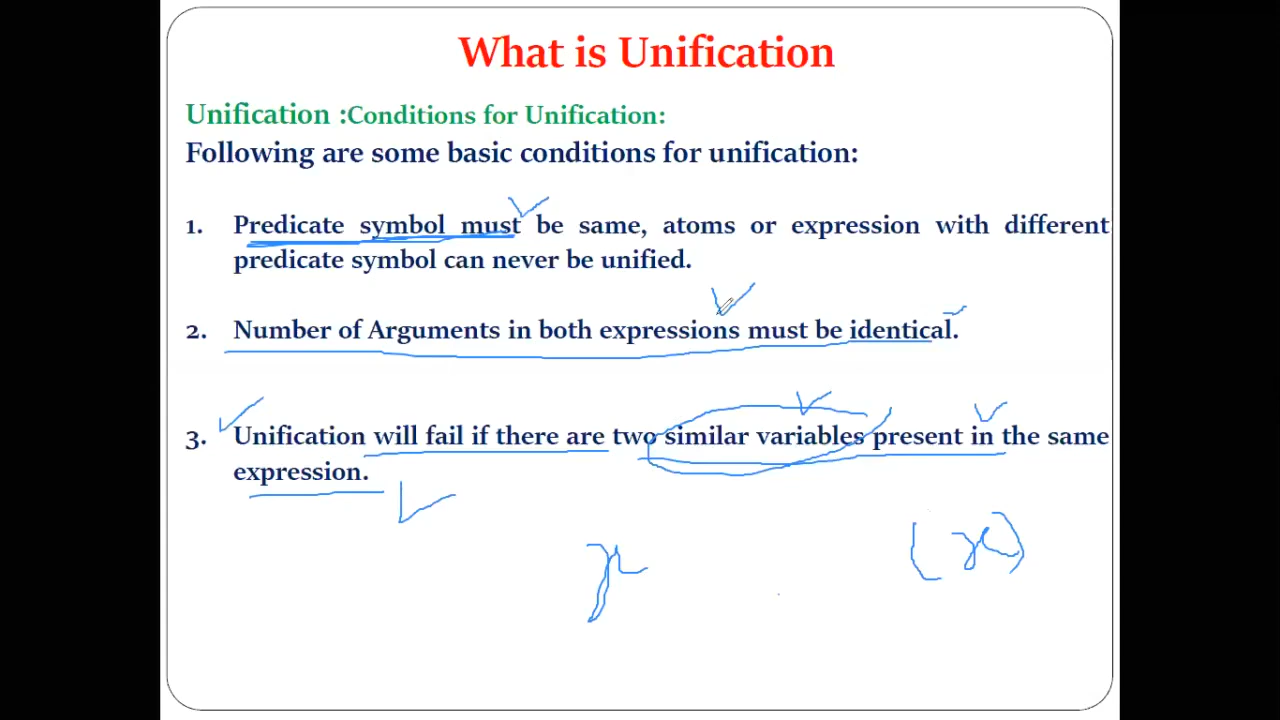 What is Unification
Unification :Conditions for Unification:
Following are some basic conditions for unification:
1. Predicate symbol must be same, atoms or expression with different
predicate symbol can never be unified.
2. Number of Arguments in both expressions must be identical.
3. Unification will fail if there are two similar variables present in the same
expression.
x (x)